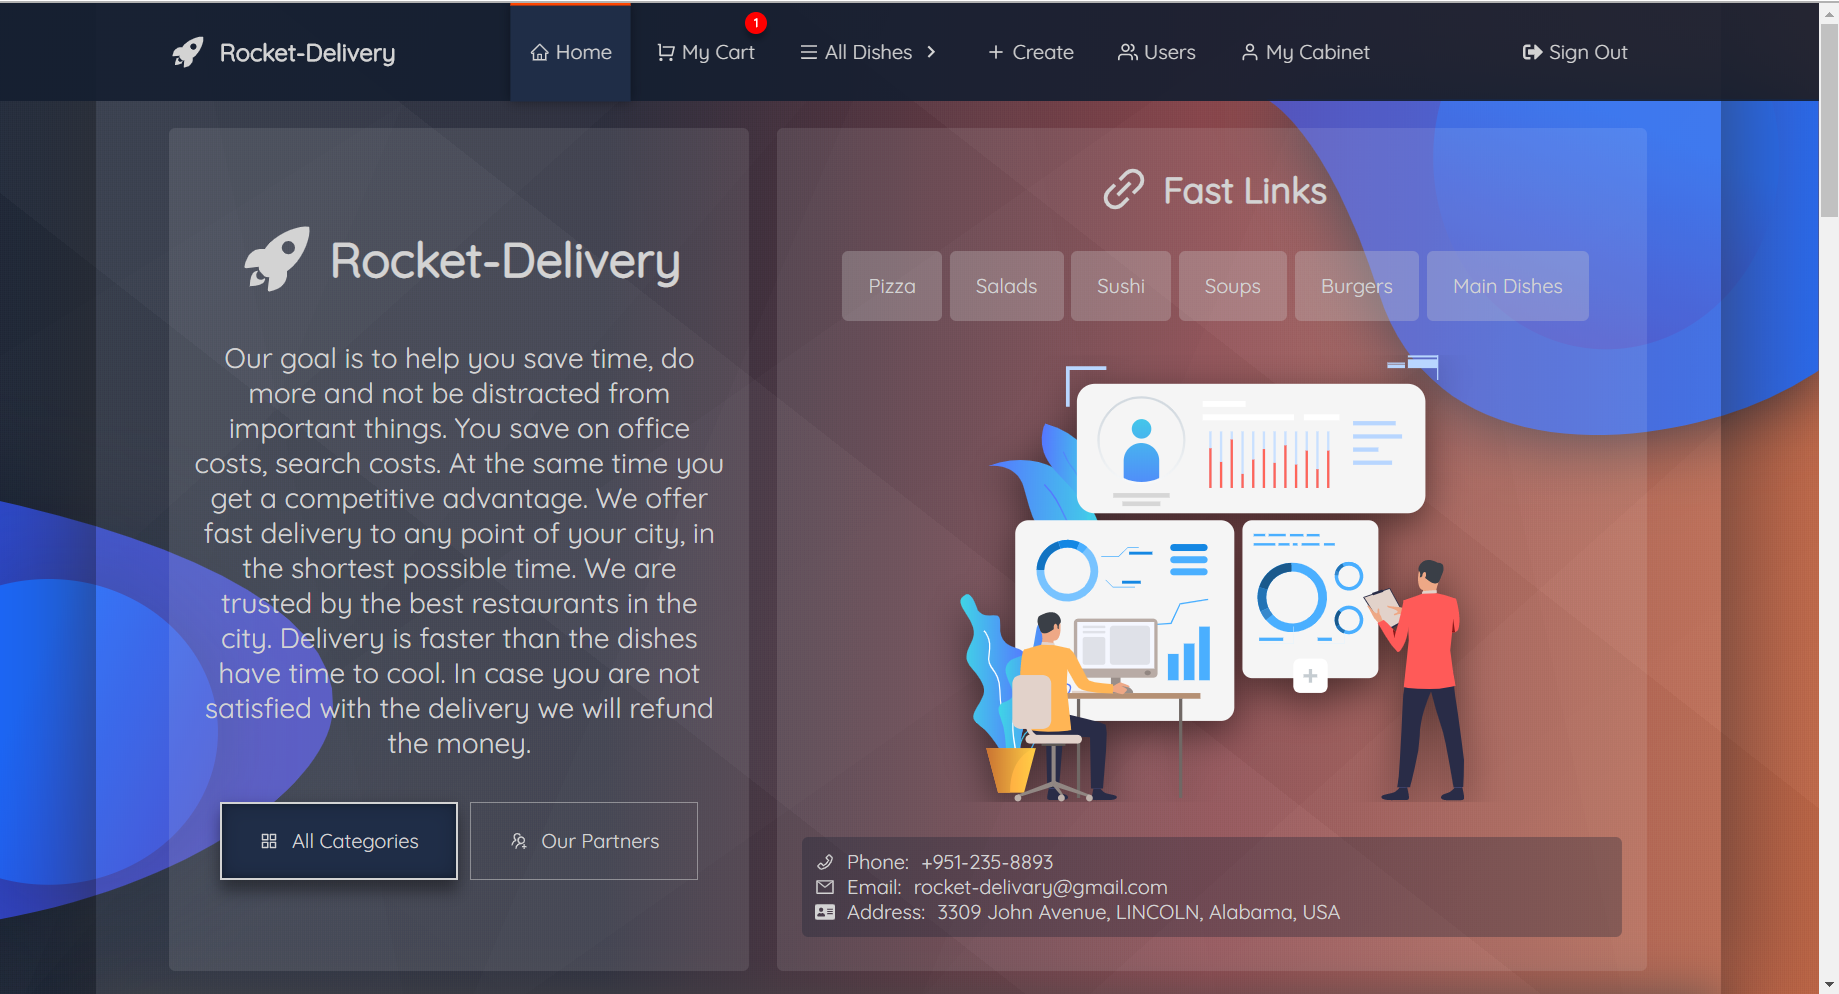 Rocket-Delivery
Home
My Cart
1
All Dishes
Create
Users
My Cabinet
Sign Out
Rocket-Delivery
Our goal is to help you save time, do
more and not be distracted from
important things. You save on office
costs, search costs. At the same time you
get a competitive advantage. We offer
fast delivery to any point of your city, in
the shortest possible time. We are
trusted by the best restaurants in the
city. Delivery is faster than the dishes
have time to cool. In case you are not
satisfied with the delivery we will refund
the money.
All Categories
Our Partners
Fast Links
Pizza
Salads
Sushi
Soups
Burgers
Main Dishes
Phone: +951-235-8893
Email: rocket-delivary@gmail.com
Address: 3309 John Avenue, LINCOLN, Alabama, USA